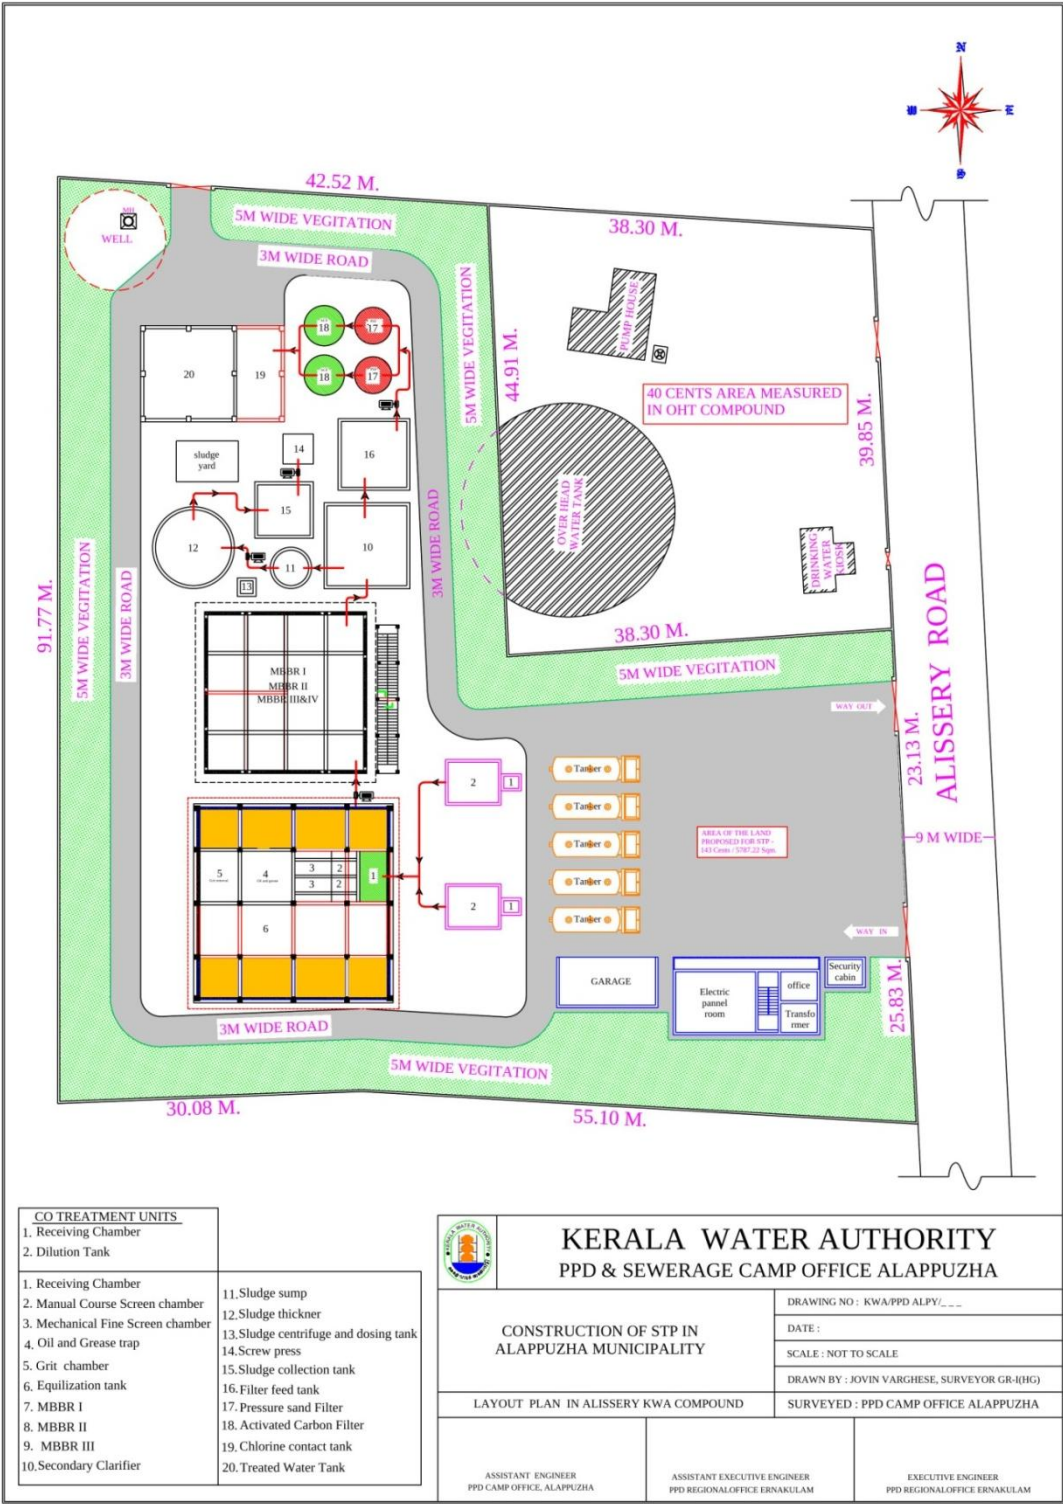 N
E
S
42.52 M.
5M WIDE VEGITATION
3M WIDE ROAD
MH
WELL
38.30 M.
PUMP HOUSE
5M WIDE VEGITATION
44.91 M.
40 CENTS AREA MEASURED
IN OHT COMPOUND
39.85 M.
18
17
18
17
20
19
sludge
yard
14
16
15
12
11
10
13
OVER HEAD
WATER TANK
DRINKING
WATER
KIOSK
3M WIDE ROAD
91.77 M.
5M WIDE VEGITATION
3M WIDE ROAD
38.30 M.
5M WIDE VEGITATION
MBBR I
MBBR II
MBBR III&IV
WAY OUT
23.13 M.
ALISSERY ROAD
9 M WIDE
2
1
Tanker
Tanker
Tanker
Tanker
Tanker
AREA OF THE LAND
PROPOSED FOR STP -
143 Cents / 5787.22 Sqm.
5
4
Oil and grease
3
2
3
2
1
2
1
6
WAY IN
GARAGE
Electric
pannel
room
office
Transfo
rmer
Security
cabin
25.83 M.
3M WIDE ROAD
5M WIDE VEGITATION
30.08 M.
55.10 M.
CO TREATMENT UNITS
1. Receiving Chamber
2. Dilution Tank
1. Receiving Chamber
2. Manual Course Screen chamber
3. Mechanical Fine Screen chamber
4. Oil and Grease trap
5. Grit chamber
6. Equilization tank
7. MBBR I
8. MBBR II
9. MBBR III
10. Secondary Clarifier
11. Sludge sump
12. Sludge thickner
13. Sludge centrifuge and dosing tank
14. Screw press
15. Sludge collection tank
16. Filter feed tank
17. Pressure sand Filter
18. Activated Carbon Filter
19. Chlorine contact tank
20. Treated Water Tank
KERALA WATER AUTHORITY
KERALA WATER AUTHORITY
PPD & SEWERAGE CAMP OFFICE ALAPPUZHA
CONSTRUCTION OF STP IN
ALAPPUZHA MUNICIPALITY
DRAWING NO : KWA/PPD ALPY/_ _ _
DATE :
SCALE : NOT TO SCALE
DRAWN BY : JOVIN VARGHESE, SURVEYOR GR-I(HG)
LAYOUT PLAN IN ALISSERY KWA COMPOUND
SURVEYED : PPD CAMP OFFICE ALAPPUZHA
ASSISTANT ENGINEER
PPD CAMP OFFICE, ALAPPUZHA
ASSISTANT EXECUTIVE ENGINEER
PPD REGIONALOFFICE ERNAKULAM
EXECUTIVE ENGINEER
PPD REGIONALOFFICE ERNAKULAM